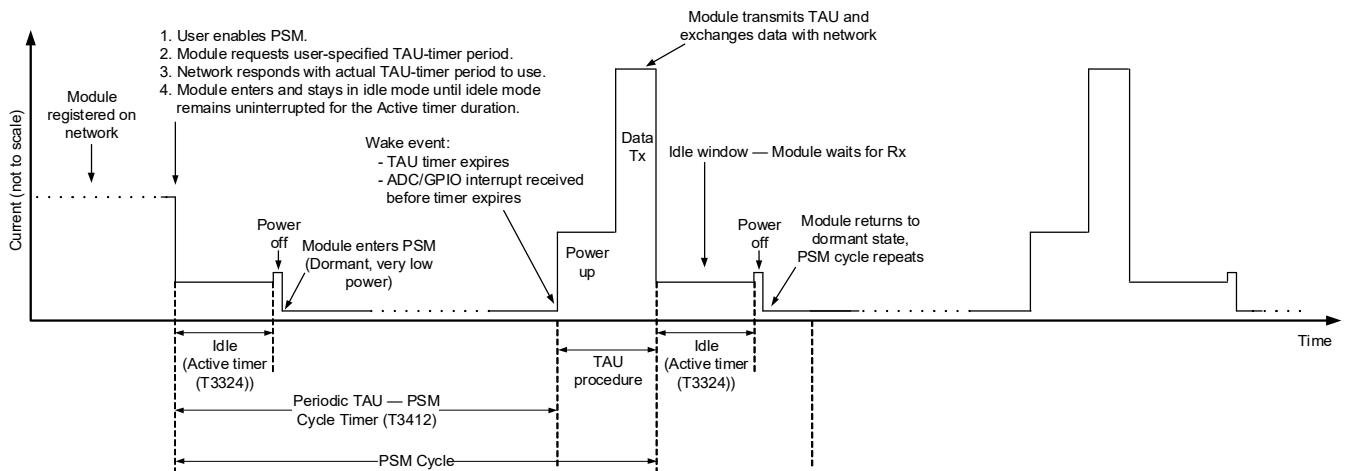 Module transmits TAU and
exchanges data with network
1. User enables PSM.
2. Module requests user-specified TAU-timer period.
3. Network responds with actual TAU-timer period to use.
4. Module enters and stays in idle mode until idele mode
remains uninterrupted for the Active timer duration.
Module
registered on
network
Current (not to scale)
Wake event:
- TAU timer expires
- ADC/GPIO interrupt received
before timer expires
Data
Tx
Idle window — Module waits for Rx
Power
off
Module enters PSM
(Dormant, very low
power)
Power
up
Power
off
Module returns to
dormant state,
PSM cycle repeats
Time
Idle
(Active timer
(T3324))
TAU
procedure
Idle
(Active timer
(T3324))
Periodic TAU — PSM
Cycle Timer (T3412)
PSM Cycle